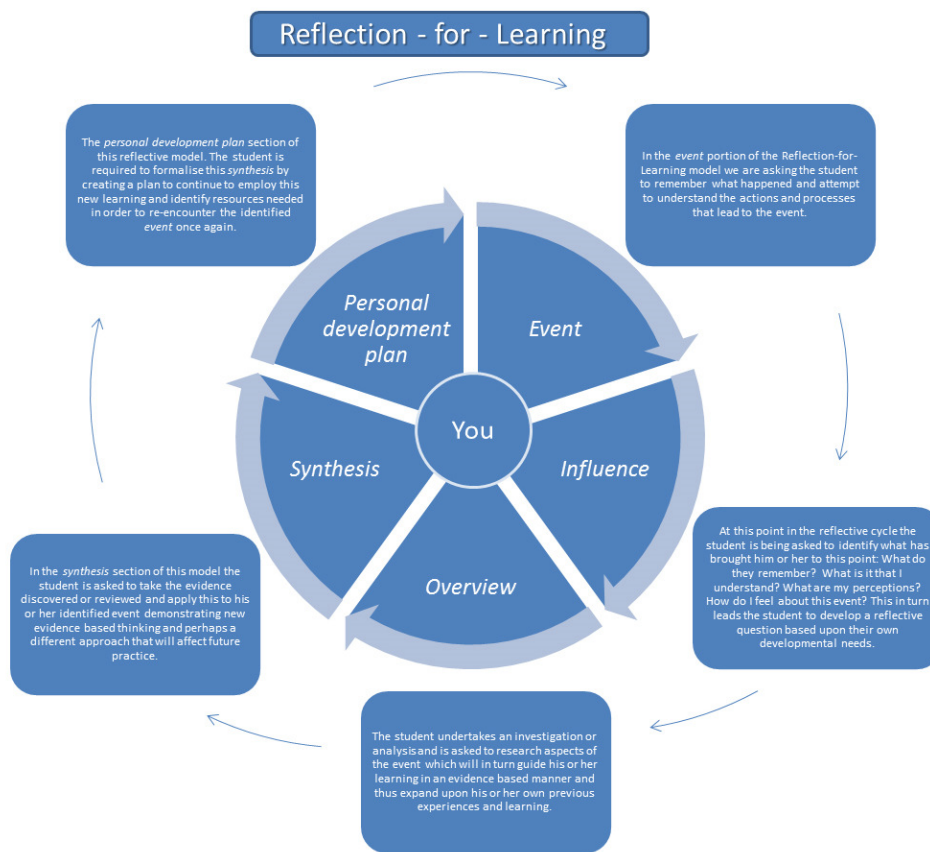 Reflection - for - Learning
The personal development plan section of
this reflective model. The student is
required to formalise this synthesis by
creating a plan to continue to employ this
new learning and identify resources needed
in order to re-encounter the identified
event once again.
In the event portion of the Reflection-for-
Learning model we are asking the student
to remember what happened and attempt
to understand the actions and processes
that lead to the event.
Personal
development
plan
Event
You
Synthesis
Influence
Overview
At this point in the reflective cycle the
student is being asked to identify what has
brought him or her to this point: What do
they remember? What is it that I
understand? What are my perceptions?
How do I feel about this event? This in turn
leads the student to develop a reflective
question based upon their own
developmental needs.
In the synthesis section of this model the
student is asked to take the evidence
discovered or reviewed and apply this to his
or her identified event demonstrating new
evidence based thinking and perhaps a
different approach that will affect future
practice.
The student undertakes an investigation or
analysis and is asked to research aspects of
the event which will in turn guide his or her
learning in an evidence based manner and
thus expand upon his or her own previous
experiences and learning.